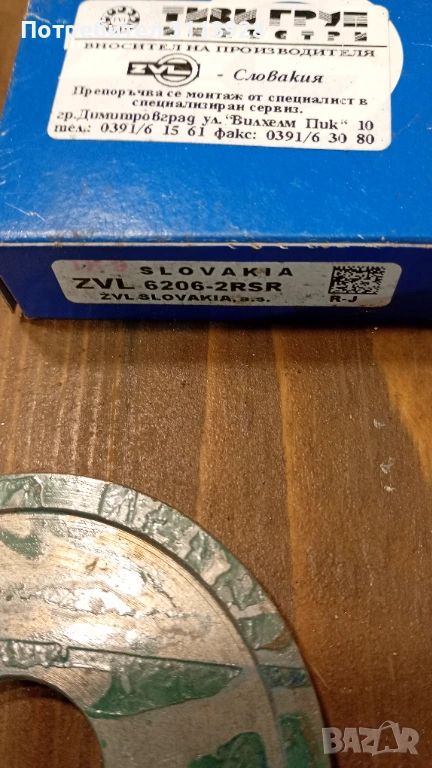 Потребител
ТИВИ ГРУП
ВНОСИТЕЛ НА ПРОИЗВОДИТЕЛЯ
ZVL - Словакия
Препоръчва се монтаж от специалист в
специализиран сервиз.
гр.Димитровград ул."Вилхелм Пик" 10
тел.: 0391/6 15 61 факс: 0391/6 30 80
SLOVAKIA
ZVL 6206-2RSR
ZVL SLOVAKIA, a.s.
R-J
BAZAR